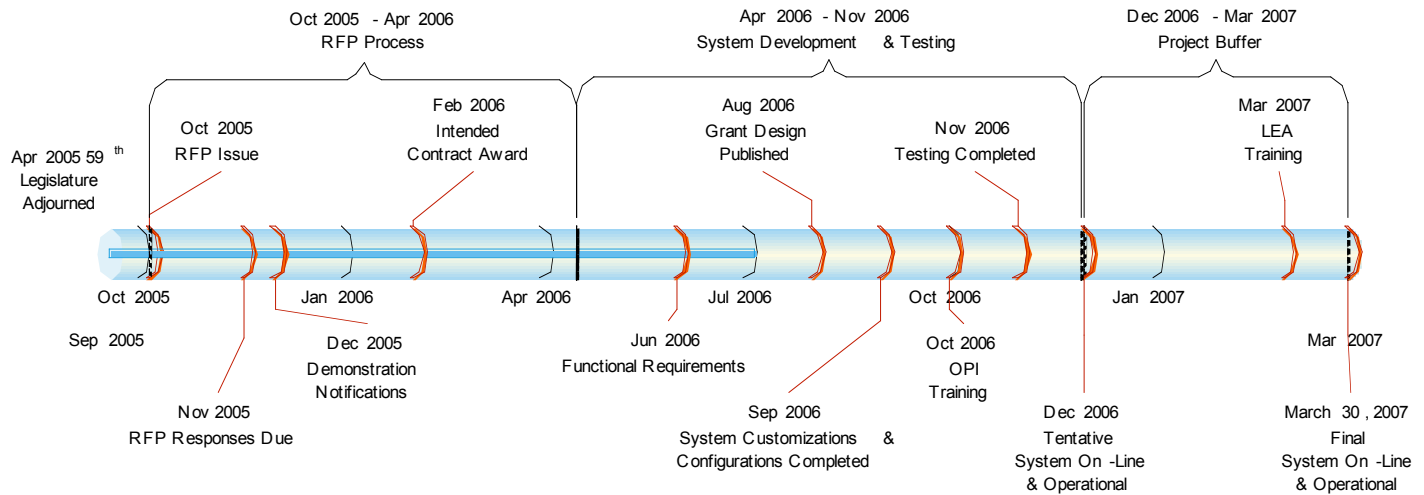 Oct 2005 - Apr 2006
RFP Process
Apr 2006 - Nov 2006
System Development & Testing
Dec 2006 - Mar 2007
Project Buffer
Apr 2005 59 th
Legislature
Adjourned
Oct 2005
RFP Issue
Feb 2006
Intended
Contract Award
Aug 2006
Grant Design
Published
Nov 2006
Testing Completed
Mar 2007
LEA
Training
Oct 2005
Jan 2006
Apr 2006
Jul 2006
Oct 2006
Jan 2007
Sep 2005
Mar 2007
Nov 2005
RFP Responses Due
Dec 2005
Demonstration
Notifications
Jun 2006
Functional Requirements
Sep 2006
System Customizations &
Configurations Completed
Oct 2006
OPI
Training
Dec 2006
Tentative
System On -Line
& Operational
March 30 , 2007
Final
System On -Line
& Operational